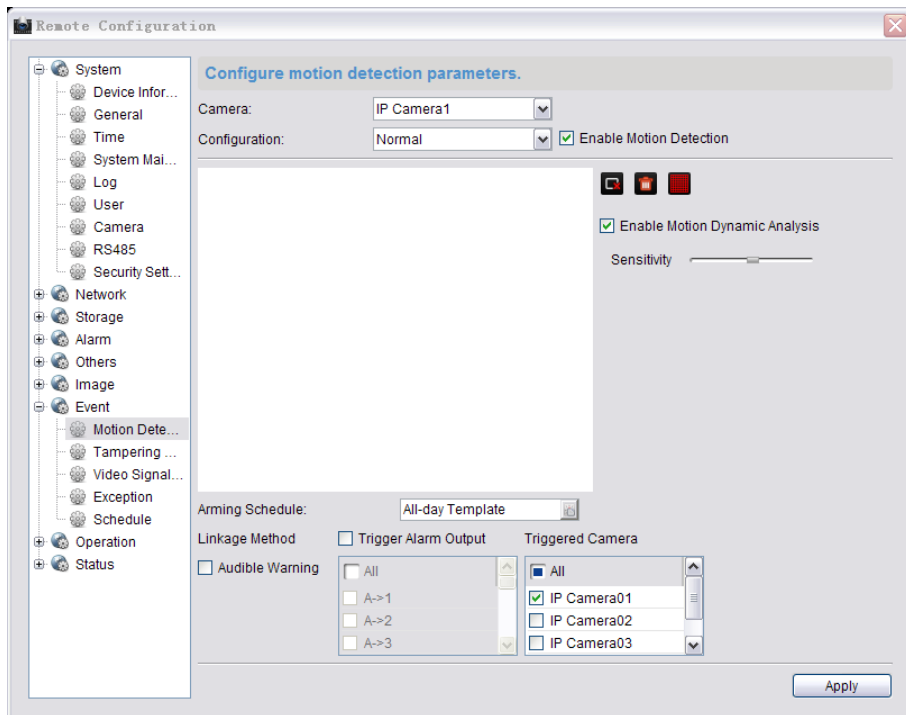 Remote Configuration
System
Device Infor...
General
Time
System Mai...
Log
User
Camera
RS485
Security Sett...
Network
Storage
Alarm
Others
Image
Event
Motion Dete...
Tampering ...
Video Signal...
Exception
Schedule
Operation
Status
Configure motion detection parameters.
Camera: IP Camera1
Configuration: Normal Enable Motion Detection
Enable Motion Dynamic Analysis
Sensitivity
Arming Schedule: All-day Template
Linkage Method Trigger Alarm Output Triggered Camera
Audible Warning All All
A->1 IP Camera01
A->2 IP Camera02
A->3 IP Camera03
Apply